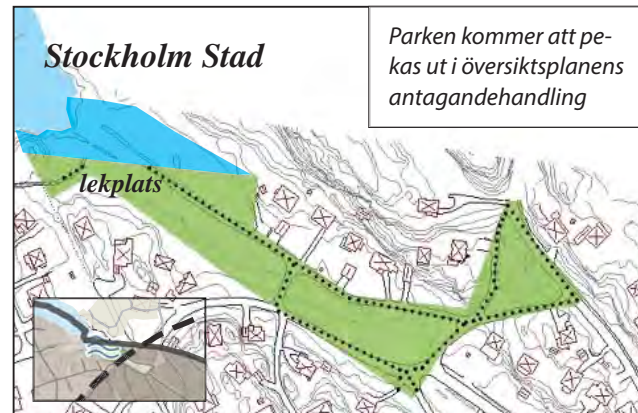 Stockholm Stad
Parken kommer att pe-
kas ut i översiktsplanens
antagandehandling
lekplats